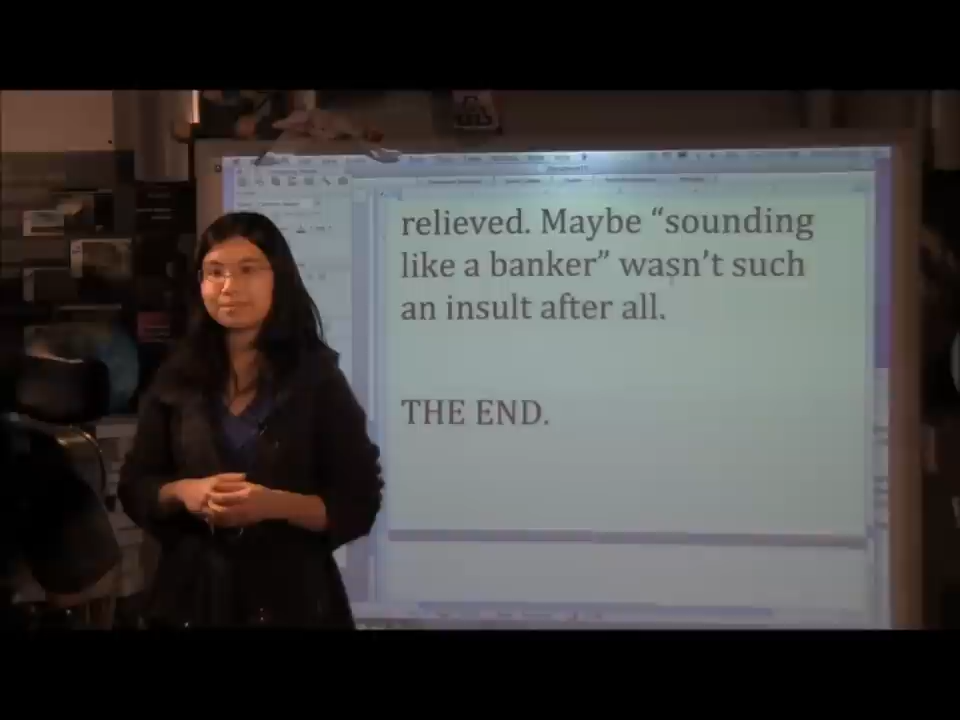 relieved. Maybe “sounding
like a banker” wasn’t such
an insult after all.
THE END.